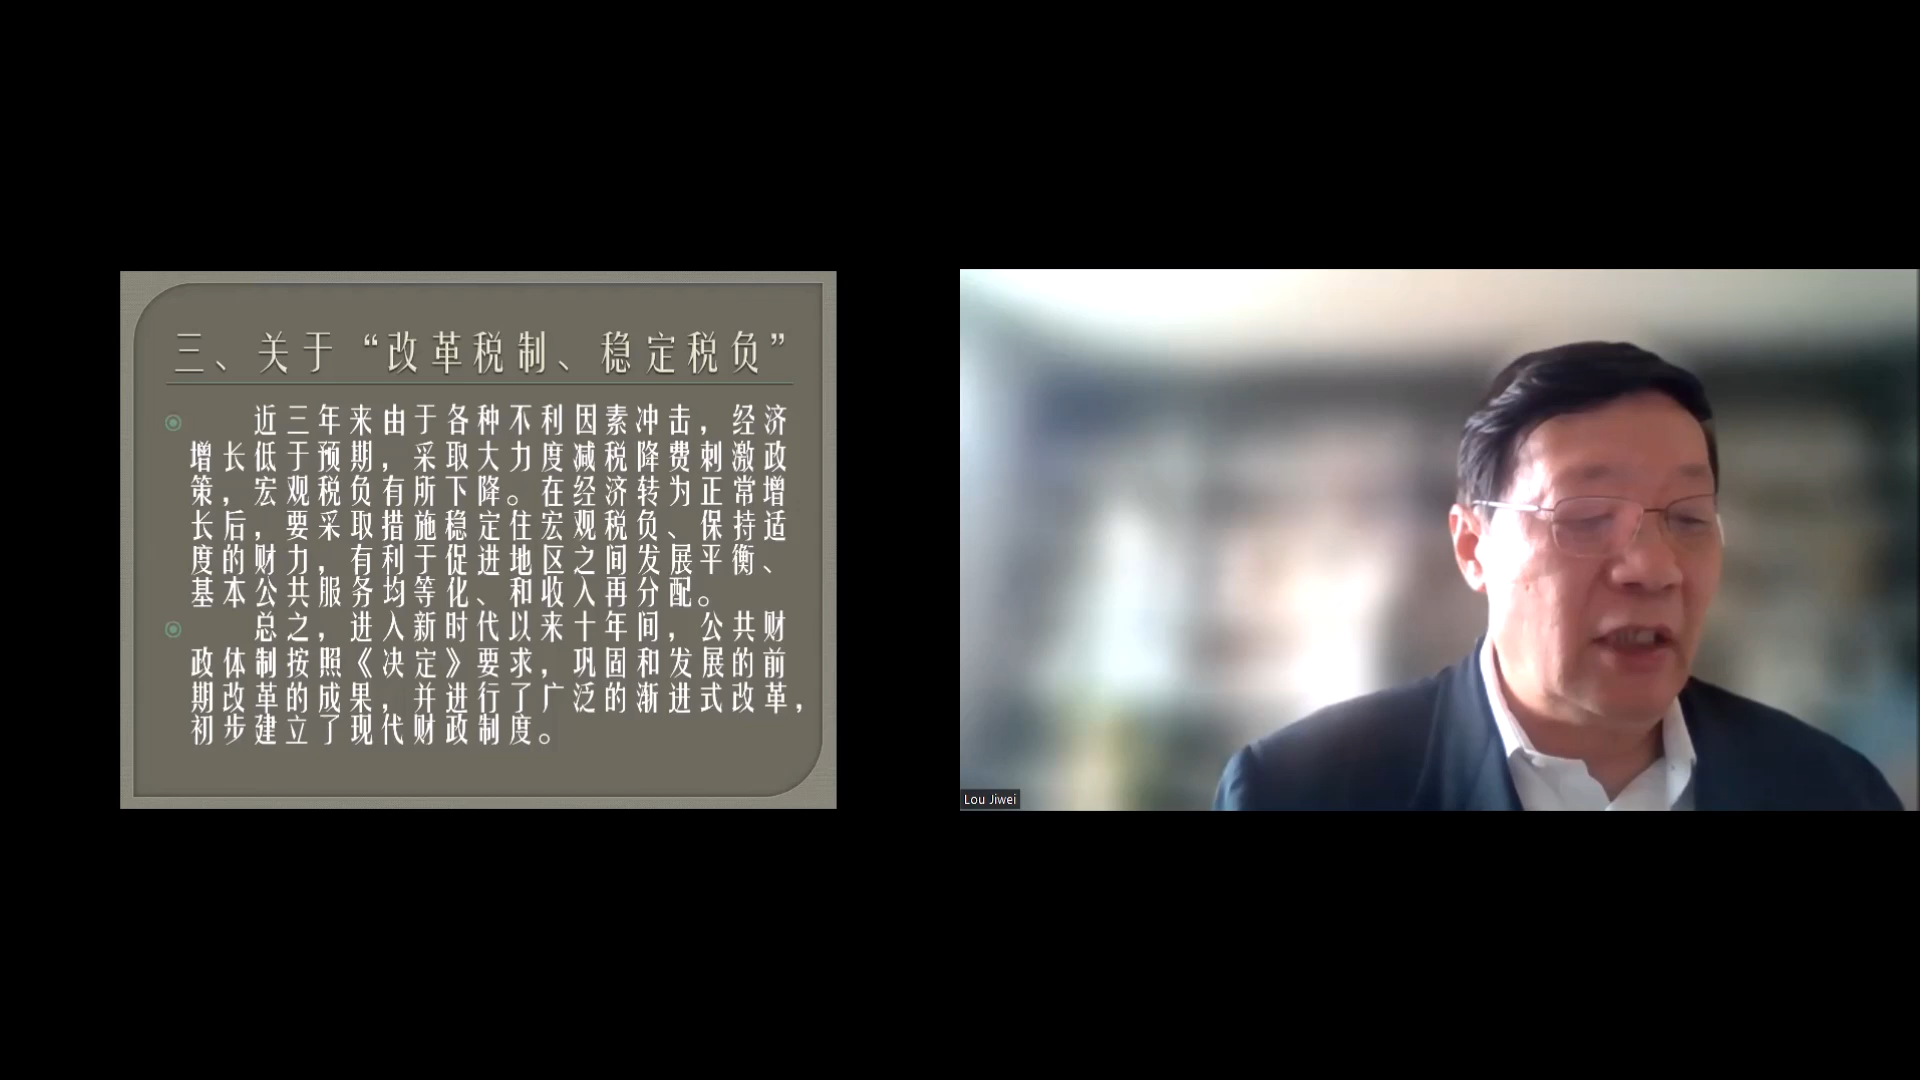 三、关于“改革税制、稳定税负”
近三年来由于各种不利因素冲击，经济
增长低于预期，采取大力度减税降费刺激政
策，宏观税负有所下降。在经济转为正常增
长后，要采取措施稳定住宏观税负、保持适
度的财力，有利于促进地区之间发展平衡、
基本公共服务均等化、和收入再分配。
总之，进入新时代以来十年间，公共财
政体制按照《决定》要求，巩固和发展的前
期改革的成果，并进行了广泛的渐进式改革，
初步建立了现代财政制度。
Lou Jiwei